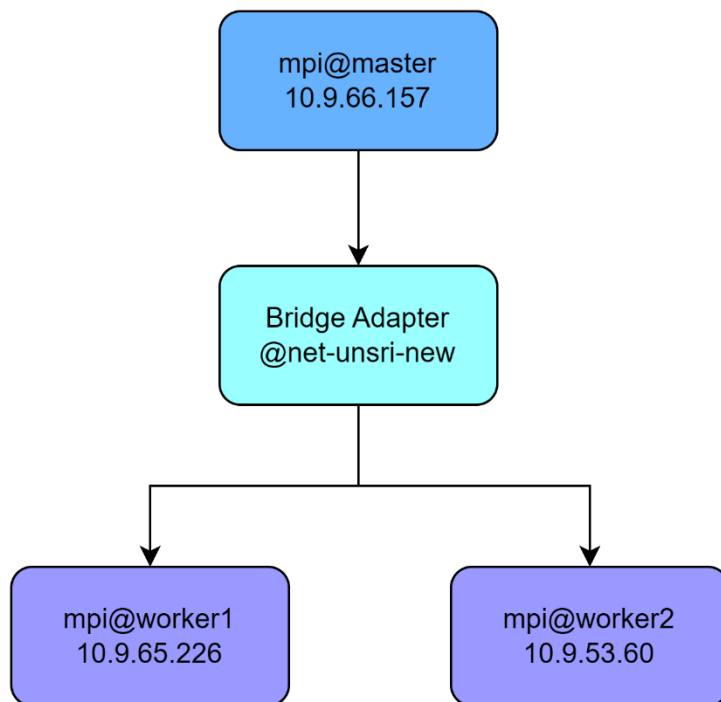 mpi@master
10.9.66.157
Bridge Adapter
@net-unsri-new
mpi@worker1
10.9.65.226
mpi@worker2
10.9.53.60